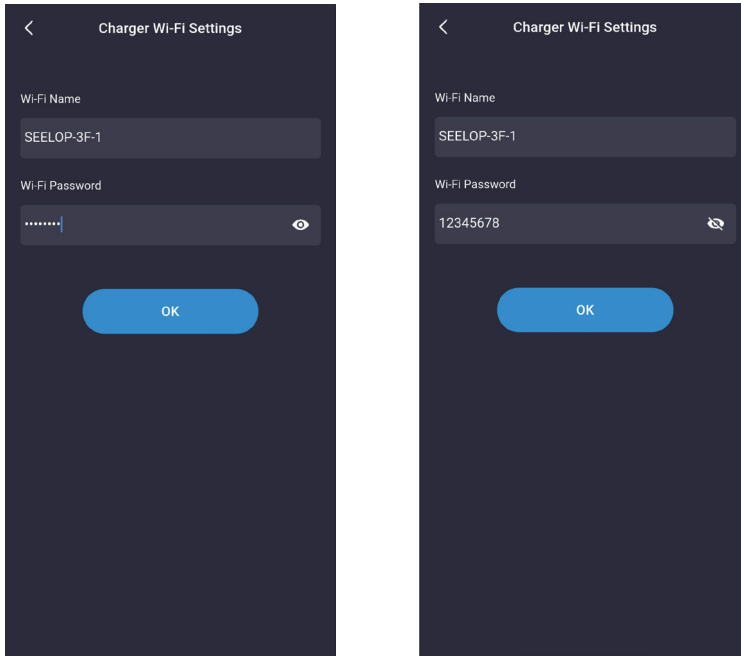 Charger Wi-Fi Settings
Wi-Fi Name
SEELOP-3F-1
Wi-Fi Password
••••••••
OK
Charger Wi-Fi Settings
Wi-Fi Name
SEELOP-3F-1
Wi-Fi Password
12345678
OK